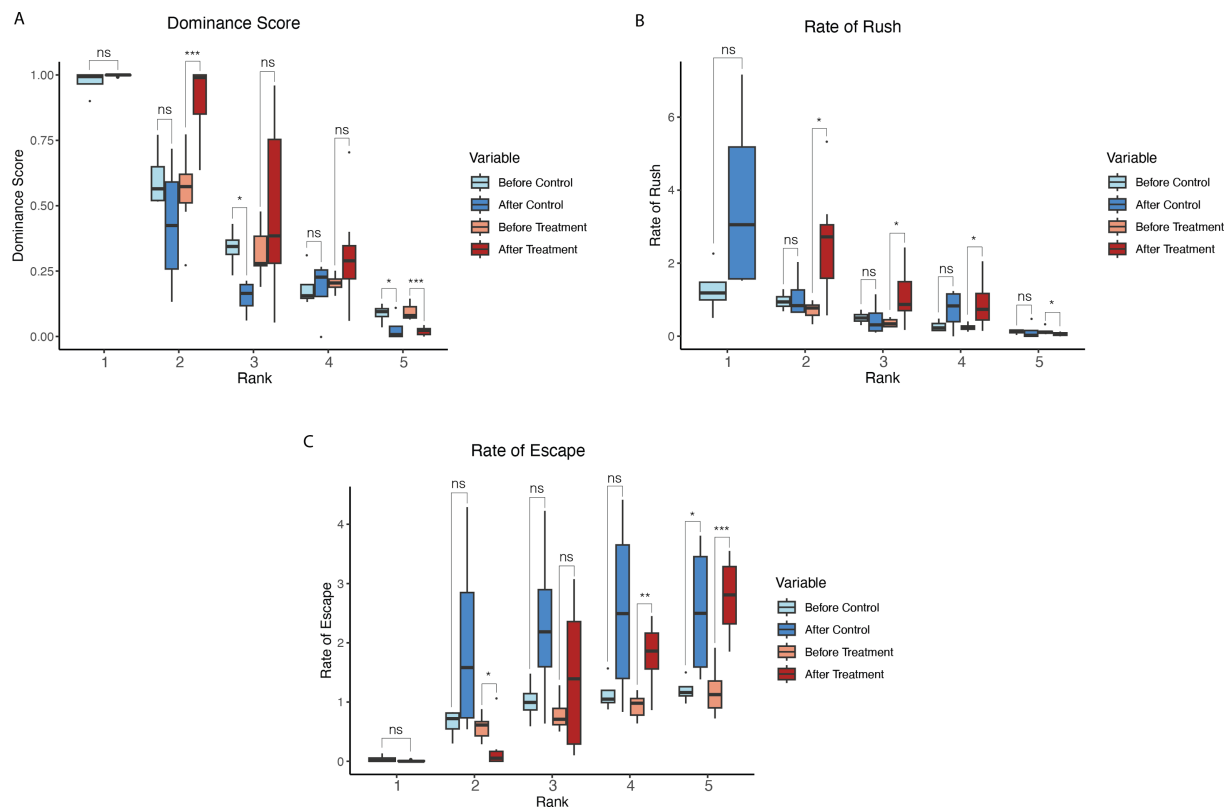 A
Dominance Score
ns
***
ns
ns
*
ns
ns
*
***
1.00
0.75
0.50
0.25
0.00
Dominance Score
1
2
3
4
5
Rank
Variable
Before Control
After Control
Before Treatment
After Treatment
B
Rate of Rush
ns
*
ns
*
ns
*
ns
ns
*
6
4
2
0
Rate of Rush
1
2
3
4
5
Rank
Variable
Before Control
After Control
Before Treatment
After Treatment
C
Rate of Escape
ns
ns
*
ns
ns
ns
**
*
***
4
3
2
1
0
Rate of Escape
1
2
3
4
5
Rank
Variable
Before Control
After Control
Before Treatment
After Treatment